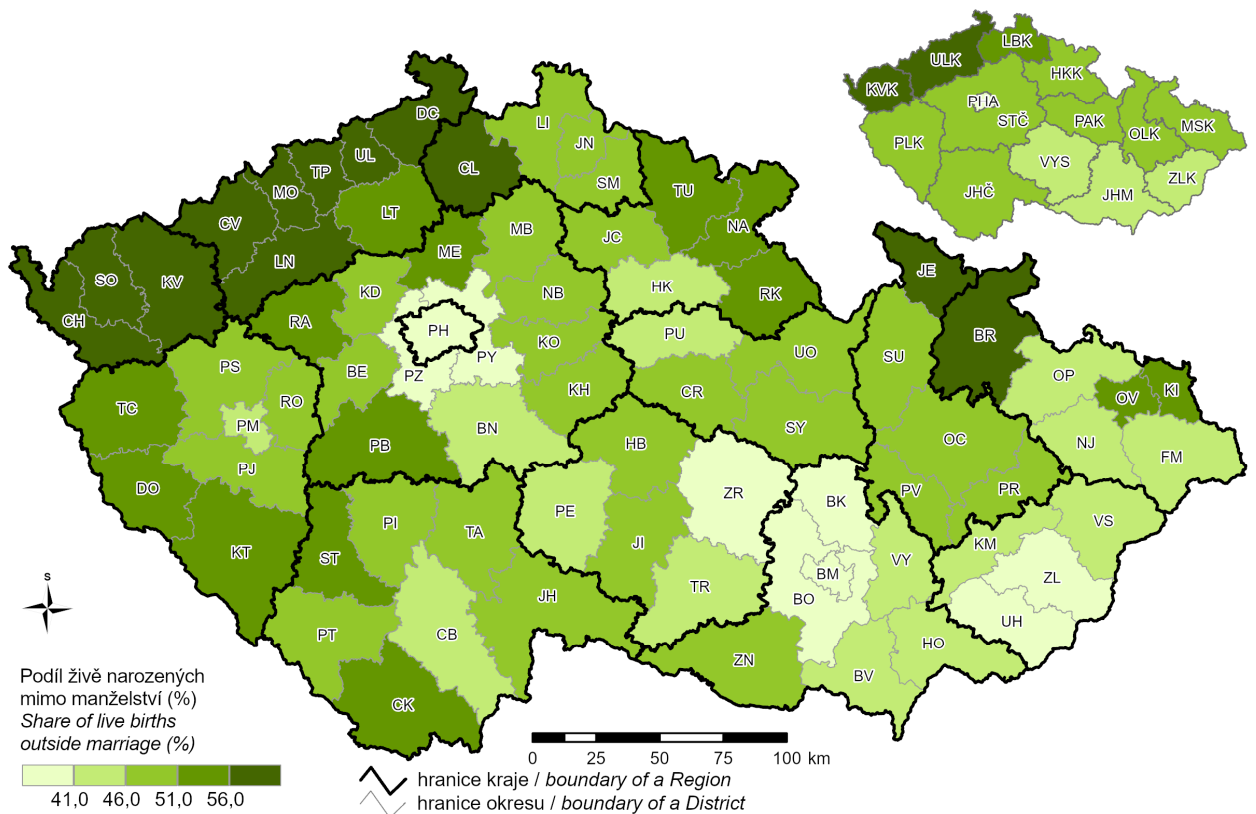 LBK
ULK
HKK
KVK
PHA
STČ
PAK
MSK
OLK
PLK
VYS
ZLK
JHČ
JHM
DC
LI
JN
UL
TP
CL
MO
SM
TU
LT
CV
NA
MB
JC
ME
LN
SO
KV
JE
KD
NB
HK
RK
CH
RA
PH
PU
BR
KO
UO
SU
PY
PS
BE
PZ
OP
KH
CR
KI
OV
RO
TC
PM
BN
SY
PB
HB
OC
NJ
FM
PJ
DO
ZR
PV
PR
BK
PE
VS
PI
TA
JI
KM
KT
ST
VY
BM
ZL
TR
JH
BO
UH
S
PT
CB
HO
ZN
BV
CK
Podíl živě narozených
mimo manželství (%)
Share of live births
outside marriage (%)
41,0 46,0 51,0 56,0
0 25 50 75 100 km
hranice kraje / boundary of a Region
hranice okresu / boundary of a District